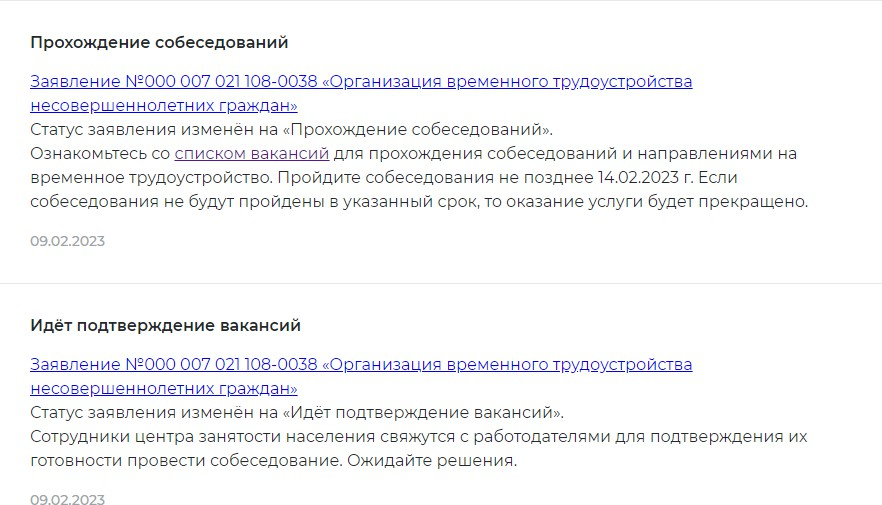 Прохождение собеседований
Заявление №000 007 021 108-0038 «Организация временного трудоустройства
несовершеннолетних граждан»
Статус заявления изменён на «Прохождение собеседований».
Ознакомьтесь со списком вакансий для прохождения собеседований и направлениями на
временное трудоустройство. Пройдите собеседования не позднее 14.02.2023 г. Если
собеседования не будут пройдены в указанный срок, то оказание услуги будет прекращено.
09.02.2023
Идёт подтверждение вакансий
Заявление №000 007 021 108-0038 «Организация временного трудоустройства
несовершеннолетних граждан»
Статус заявления изменён на «Идёт подтверждение вакансий».
Сотрудники центра занятости населения свяжутся с работодателями для подтверждения их
готовности провести собеседование. Ожидайте решения.
09.02.2023